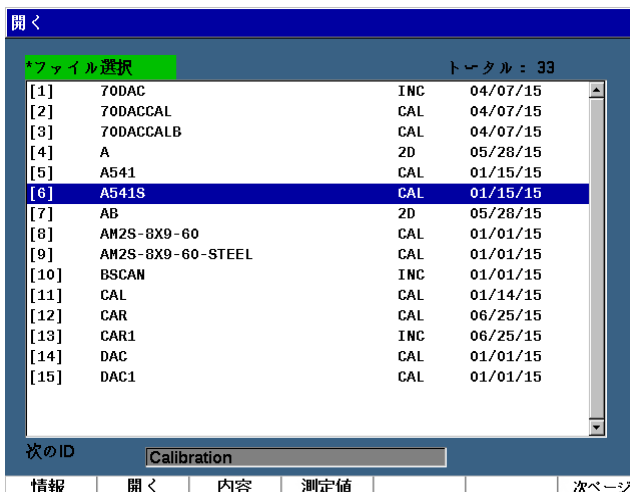 開く
*ファイル選択 トータル: 33
[1] 70DAC INC 04/07/15
[2] 70DACCAL CAL 04/07/15
[3] 70DACCALB CAL 04/07/15
[4] A 2D 05/28/15
[5] A541 CAL 01/15/15
[6] A541S CAL 01/15/15
[7] AB 2D 05/28/15
[8] AM2S-8X9-60 CAL 01/01/15
[9] AM2S-8X9-60-STEEL CAL 01/01/15
[10] BSCAN INC 01/01/15
[11] CAL CAL 01/14/15
[12] CAR CAL 06/25/15
[13] CAR1 INC 06/25/15
[14] DAC CAL 01/01/15
[15] DAC1 CAL 01/01/15
次のID Calibration
情報 開く 内容 測定値 次ページ